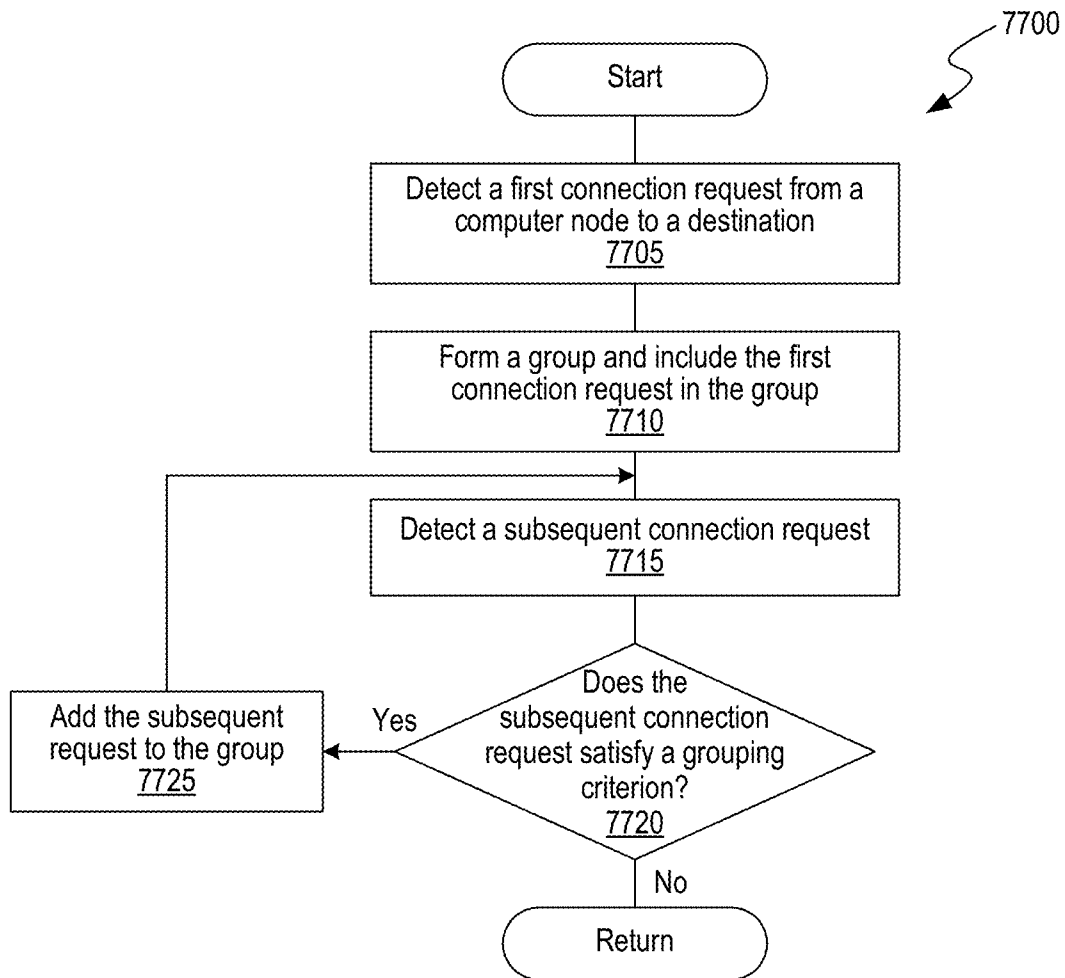 7700
Start
Detect a first connection request from a
computer node to a destination
7705
Form a group and include the first
connection request in the group
7710
Detect a subsequent connection request
7715
Does the
subsequent connection
request satisfy a grouping
criterion?
7720
Yes
Add the subsequent
request to the group
7725
No
Return